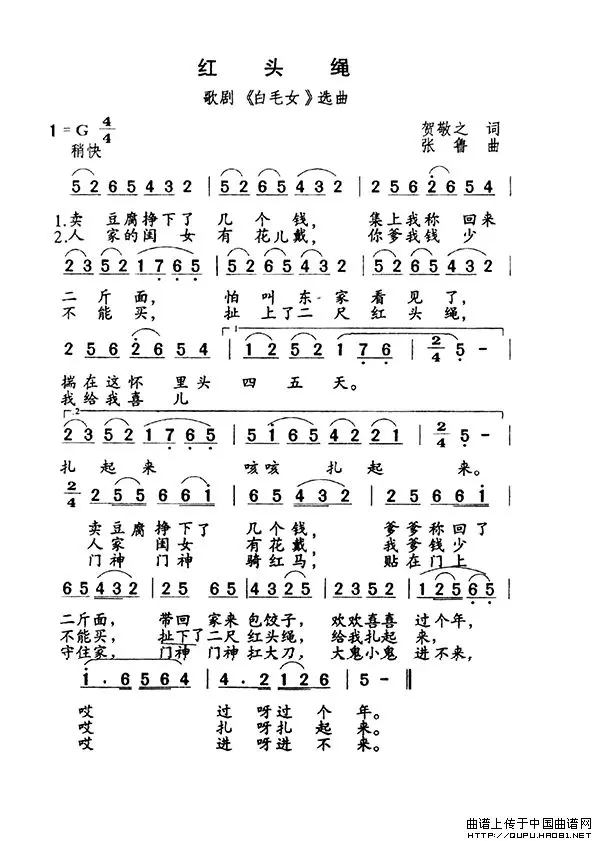 红 头 绳
歌剧《白毛女》选曲
1=G 4/4
贺敬之 词
稍快
张 鲁 曲
5 2 6 5 4 3 2 | 5 2 6 5 4 3 2 | 2 5 6 2 6 5 4
1.卖 豆腐挣下了 几 个 钱, 集上我称 回来
2.人 家的闺 女 有 花儿戴, 你爹我钱 少
2 3 5 2 1 7 6 5 | 5 2 6 5 4 3 2 | 5 2 6 5 4 3 2 |
二 斤 面, 怕 叫 东 家 看 见 了,
不 能 买, 扯 上 了 二 尺 红 头 绳,
2 5 6 2 6 5 4 | 1 2 5 2 1 7 6 | 2/4 5 - |
1
揣在这怀 里头 四 五 天。
我给我喜 儿
2
2 3 5 2 1 7 6 5 | 5 1 6 5 4 2 2 1 | 2/4 5 - |
扎 起 来 咳咳 扎 起 来。
2/4 2 5 5 6 6 1 | 6 5 4 3 2 | 2 5 6 6 1 |
卖豆腐挣下了 几个钱, 爹爹称回了
人 家 闺 女 有花戴, 我爹钱少
门 神 门 神 骑红马, 贴在门上
6 5 4 3 2 | 2 5 6 5 | 4 3 2 5 | 2 3 5 2 | 1 2 5 6 5 |
二斤面, 带回 家来 包饺子, 欢欢喜喜 过个年,
不能买, 扯下了二尺 红头绳, 给我扎起 来,
守住家, 门神 门神 扛大刀, 大鬼小鬼 进不来,
1 . 6 5 6 4 | 4 . 2 1 2 6 | 5 - ‖
哎 过 呀过 个 年。
哎 扎 呀扎 起 来。
哎 进 呀进 不 来。
曲谱上传于中国曲谱网
http://QUPU.HAO81.NET